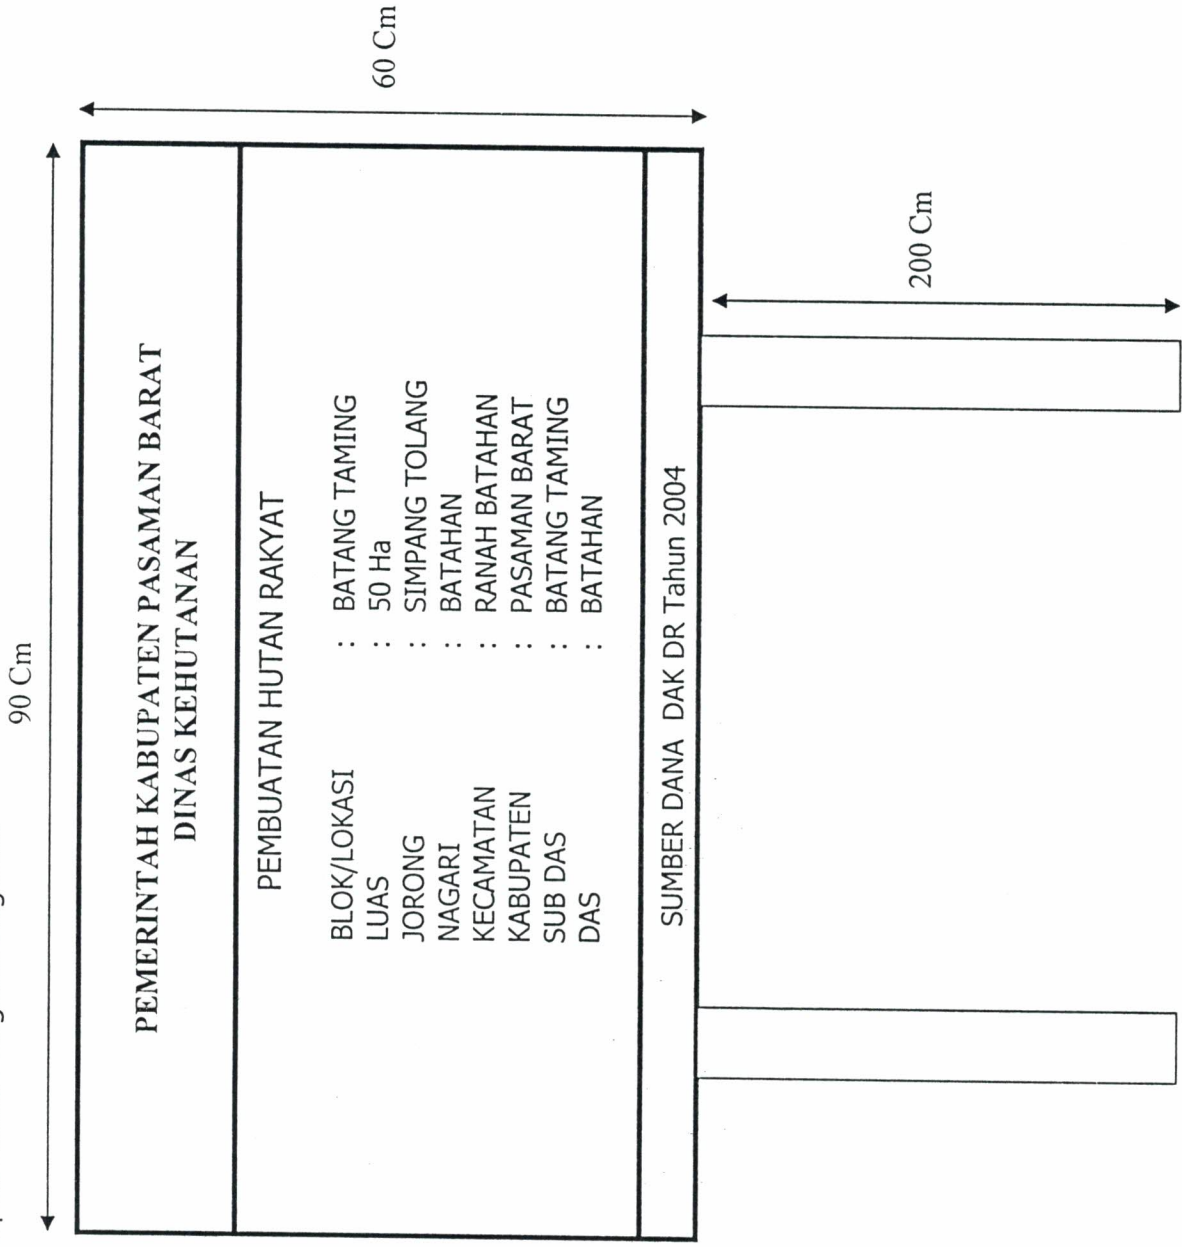 90 Cm
PEMERINTAH KABUPATEN PASAMAN BARAT
DINAS KEHUTANAN
60 Cm
PEMBUATAN HUTAN RAKYAT
BLOK/LOKASI : BATANG TAMING
LUAS : 50 Ha
JORONG : SIMPANG TOLANG
NAGARI : BATAHAN
KECAMATAN : RANAH BATAHAN
KABUPATEN : PASAMAN BARAT
SUB DAS : BATANG TAMING
DAS : BATAHAN
SUMBER DANA DAK DR Tahun 2004
200 Cm